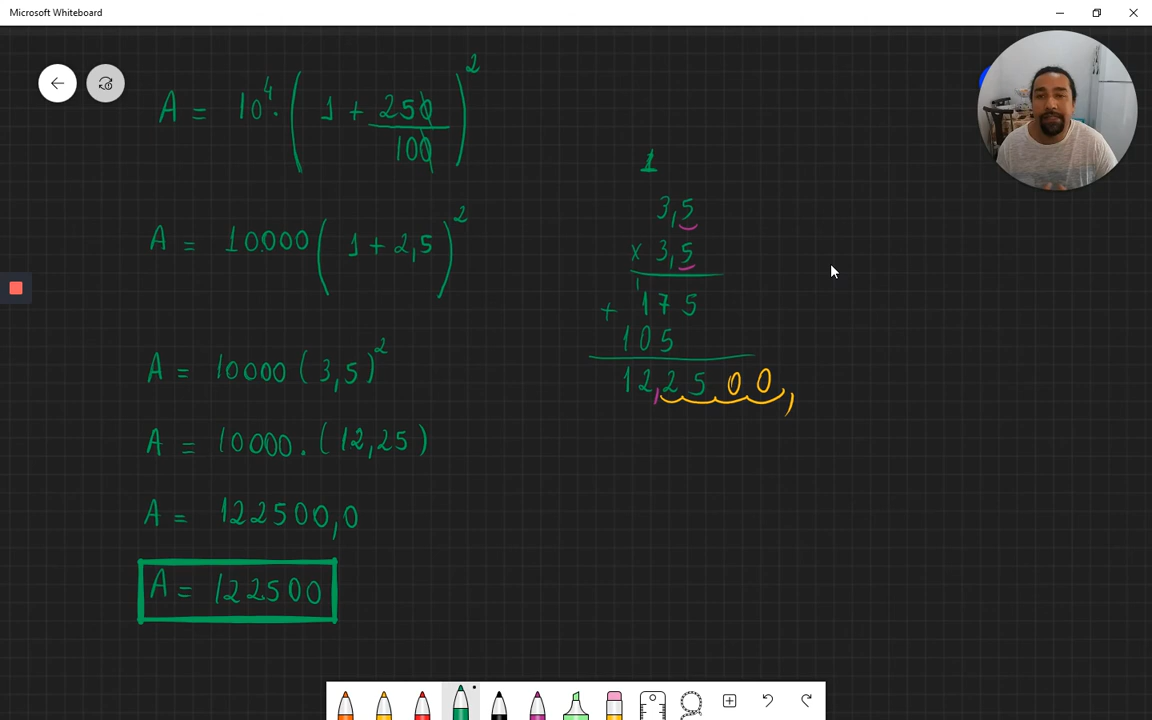 Microsoft Whiteboard
A = 10⁴ · ( 1 + 250/100 )²
A = 10000 ( 1 + 2,5 )²
A = 10000 ( 3,5 )²
A = 10000 . ( 12,25 )
A = 122500,0
A = 122500
1
3,5
x 3,5
1
+ 175
105
12,2500,